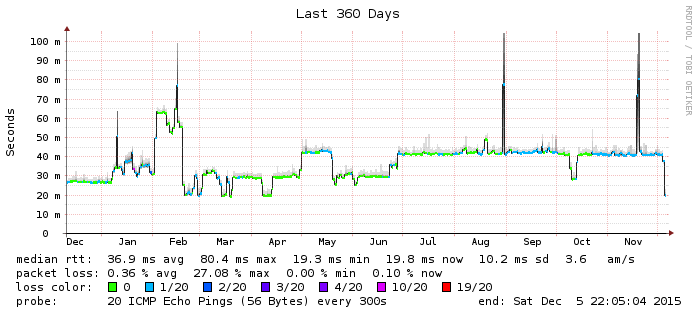 Last 360 Days
RRDTOOL / TOBI OETIKER
Seconds
100 m
90 m
80 m
70 m
60 m
50 m
40 m
30 m
20 m
10 m
0
Dec Jan Feb Mar Apr May Jun Jul Aug Sep Oct Nov
median rtt: 36.9 ms avg 80.4 ms max 19.3 ms min 19.8 ms now 10.2 ms sd 3.6 am/s
packet loss: 0.36 % avg 27.08 % max 0.00 % min 0.10 % now
loss color: 0 1/20 2/20 3/20 4/20 10/20 19/20
probe: 20 ICMP Echo Pings (56 Bytes) every 300s end: Sat Dec 5 22:05:04 2015